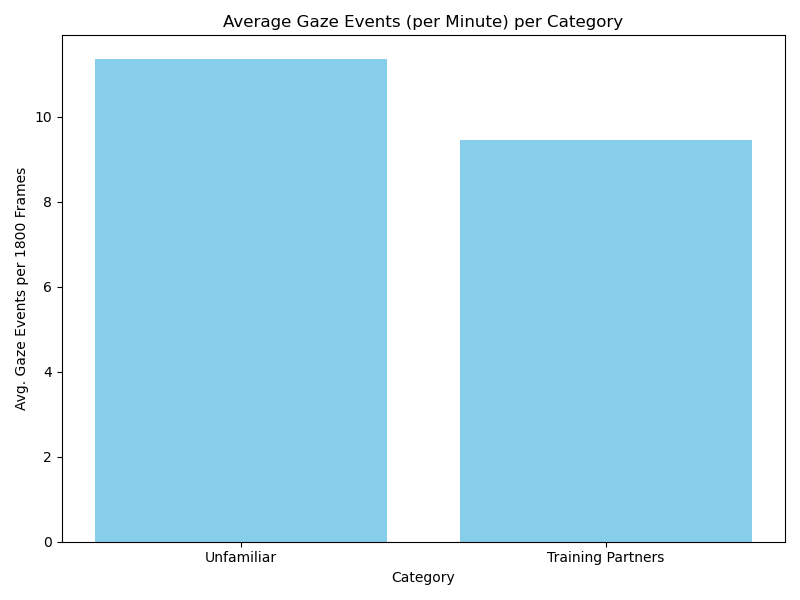 Average Gaze Events (per Minute) per Category
Avg. Gaze Events per 1800 Frames
10
8
6
4
2
0
Unfamiliar
Training Partners
Category